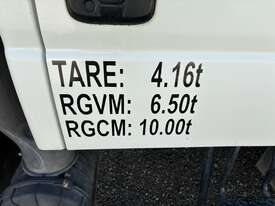 TARE: 4.16t
RGVM: 6.50t
RGCM: 10.00t